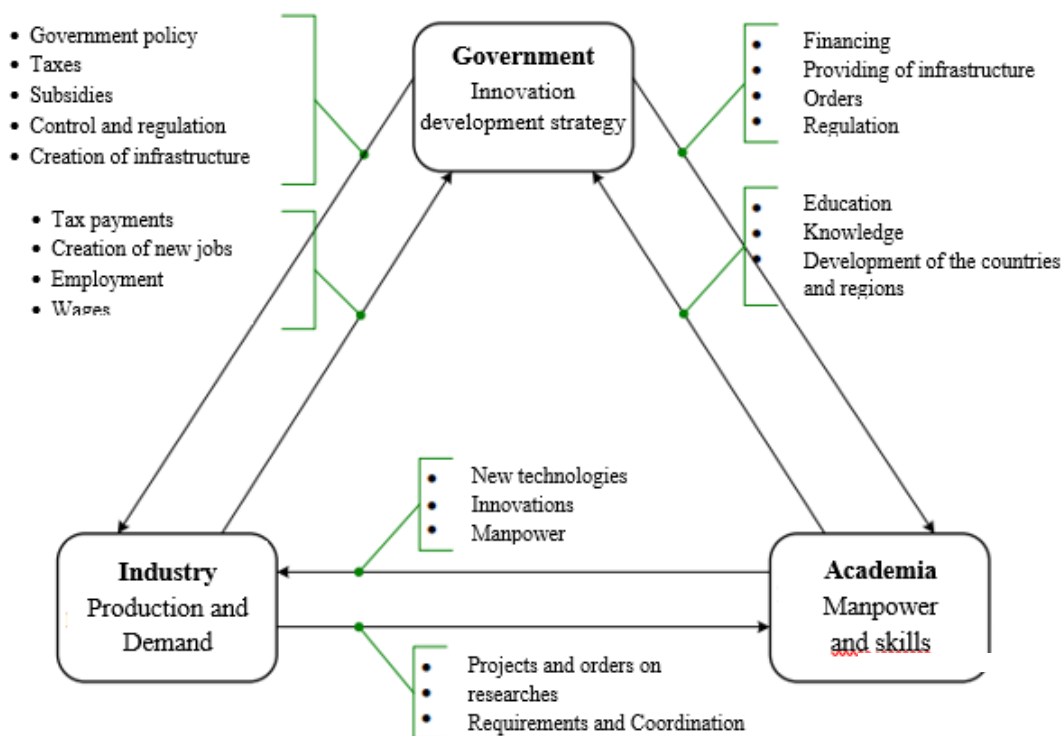 • Government policy
• Taxes
• Subsidies
• Control and regulation
• Creation of infrastructure
Government
Innovation
development strategy
• Financing
• Providing of infrastructure
• Orders
• Regulation
• Tax payments
• Creation of new jobs
• Employment
• Wages
• Education
• Knowledge
• Development of the countries
and regions
• New technologies
• Innovations
• Manpower
Industry
Production and
Demand
Academia
Manpower
and skills
• Projects and orders on
• researches
• Requirements and Coordination